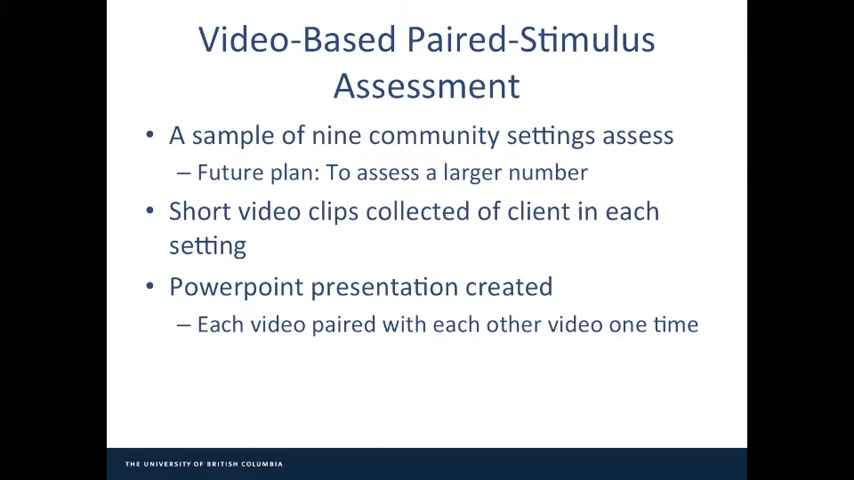 Video-Based Paired-Stimulus
Assessment
• A sample of nine community settings assess
– Future plan: To assess a larger number
• Short video clips collected of client in each
setting
• Powerpoint presentation created
– Each video paired with each other video one time
THE UNIVERSITY OF BRITISH COLUMBIA